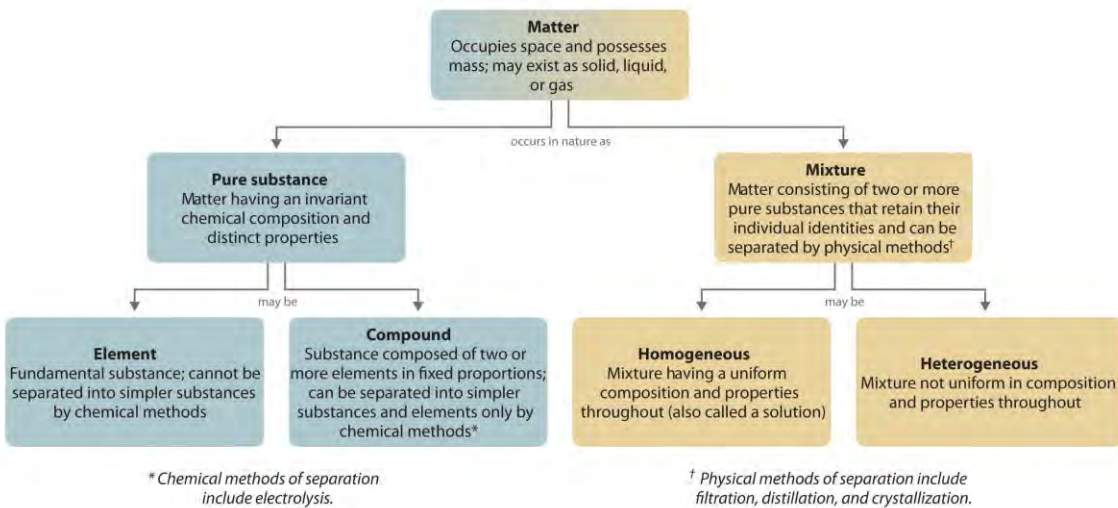 Matter
Occupies space and possesses
mass; may exist as solid, liquid,
or gas
occurs in nature as
Pure substance
Matter having an invariant
chemical composition and
distinct properties
Mixture
Matter consisting of two or more
pure substances that retain their
individual identities and can be
separated by physical methods†
may be
may be
Element
Fundamental substance; cannot be
separated into simpler substances
by chemical methods
Compound
Substance composed of two or
more elements in fixed proportions;
can be separated into simpler
substances and elements only by
chemical methods*
Homogeneous
Mixture having a uniform
composition and properties
throughout (also called a solution)
Heterogeneous
Mixture not uniform in composition
and properties throughout
* Chemical methods of separation
include electrolysis.
† Physical methods of separation include
filtration, distillation, and crystallization.